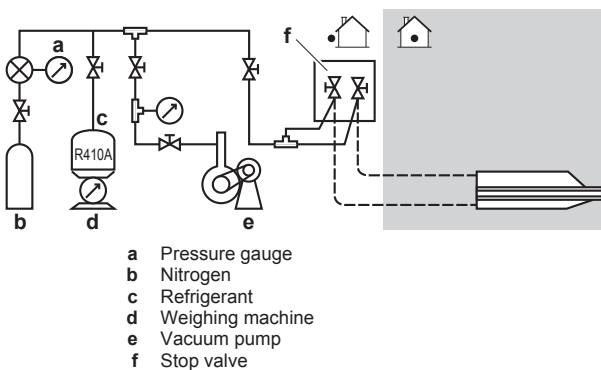 a
f
c
R410A
b
d
e
a Pressure gauge
b Nitrogen
c Refrigerant
d Weighing machine
e Vacuum pump
f Stop valve